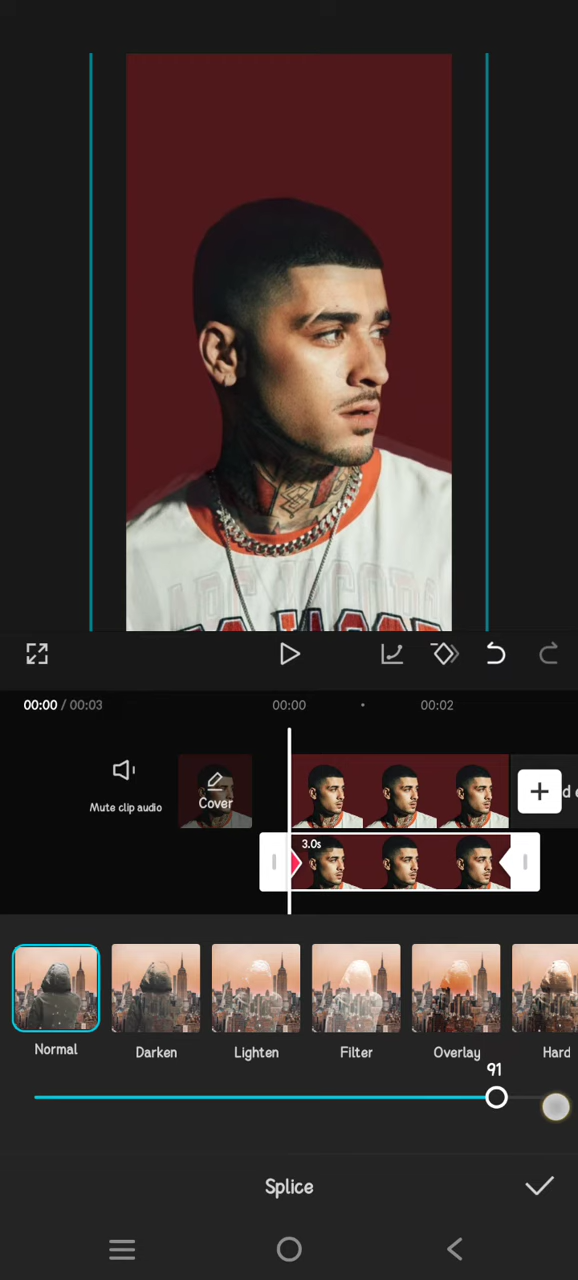 00:00 / 00:03
00:00
00:02
Mute clip audio
Cover
3.0s
Normal
Darken
Lighten
Filter
Overlay
Hard
91
Splice